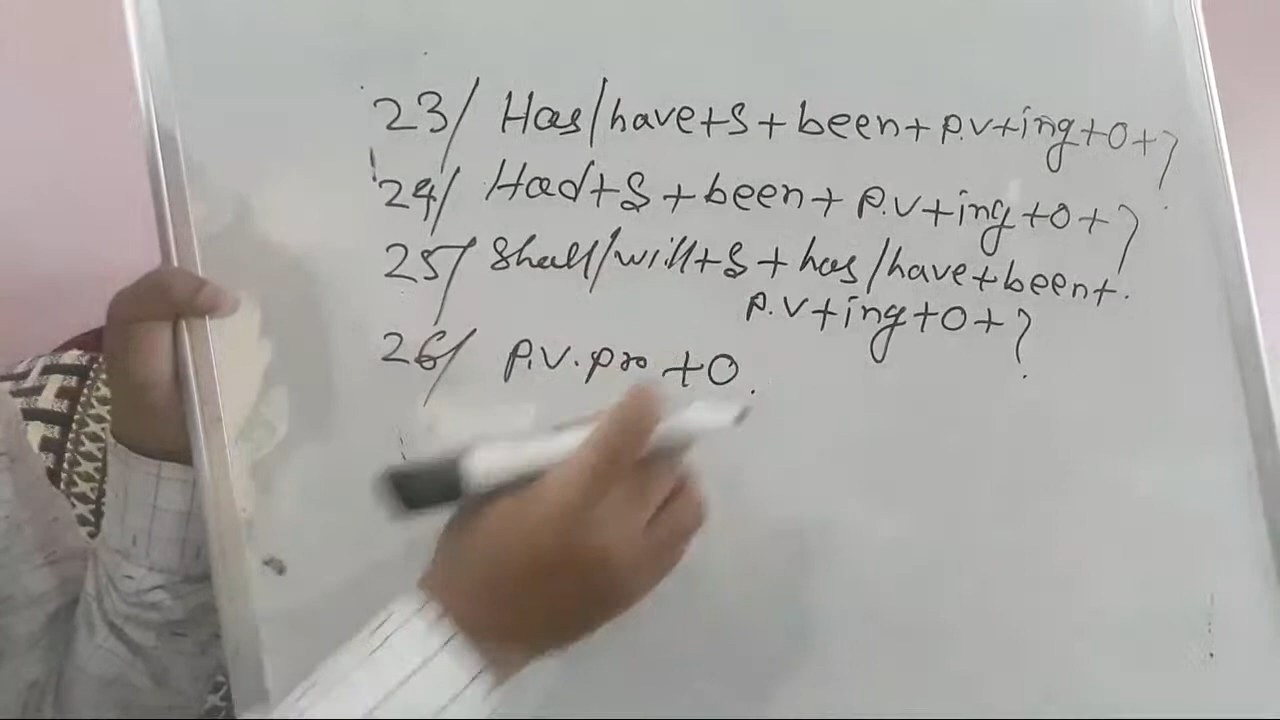 23/ Has/have+S+been+P.V+ing+O+?
24/ Had+S+been+P.V+ing+O+?
25/ Shall/will+S+has/have+been+.
P.V+ing+O+?
26/ P.V.pro+O.